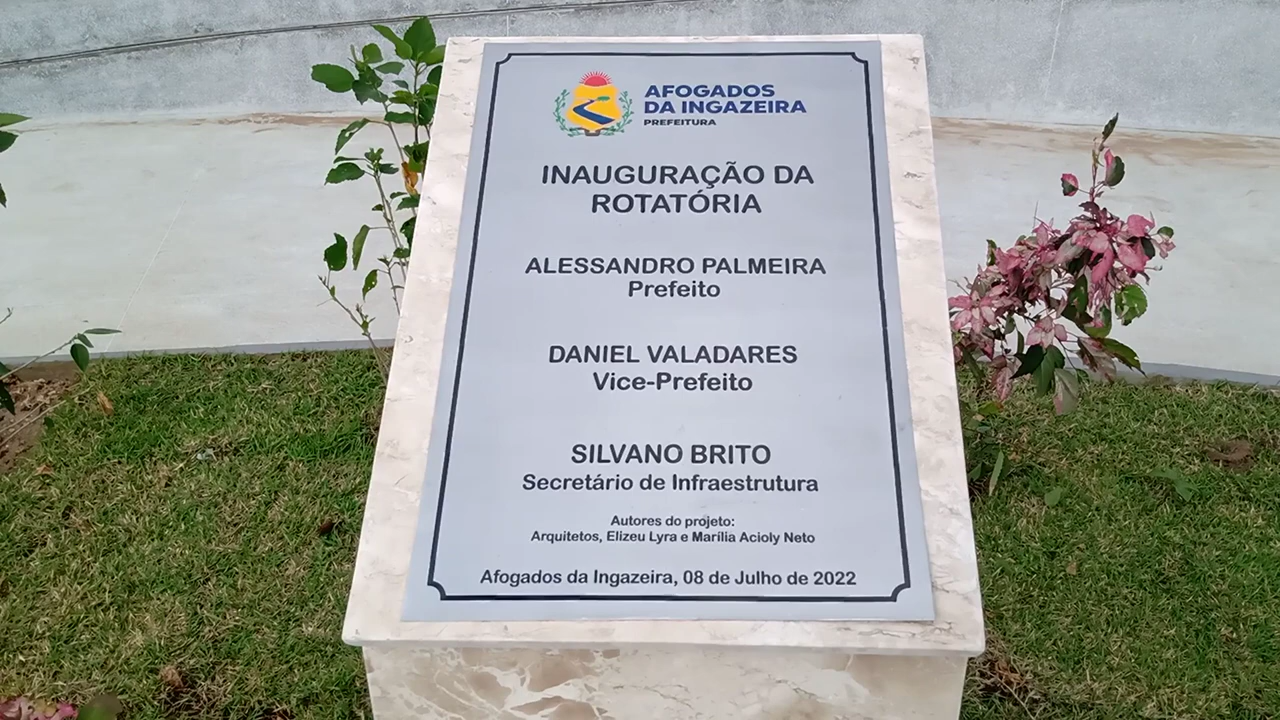 AFOGADOS
DA INGAZEIRA
PREFEITURA
INAUGURAÇÃO DA
ROTATÓRIA
ALESSANDRO PALMEIRA
Prefeito
DANIEL VALADARES
Vice-Prefeito
SILVANO BRITO
Secretário de Infraestrutura
Autores do projeto:
Arquitetos, Elizeu Lyra e Marília Acioly Neto
Afogados da Ingazeira, 08 de Julho de 2022